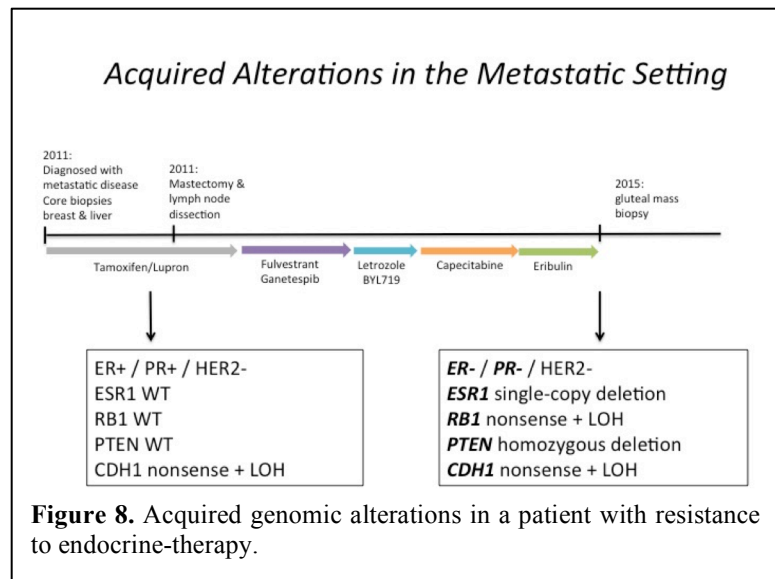 Acquired Alterations in the Metastatic Setting
2011:
Diagnosed with
metastatic disease
Core biopsies
breast & liver
2011:
Mastectomy &
lymph node
dissection
2015:
gluteal mass
biopsy
Tamoxifen/Lupron
Fulvestrant
Ganetespib
Letrozole
BYL719
Capecitabine
Eribulin
ER+ / PR+ / HER2-
ESR1 WT
RB1 WT
PTEN WT
CDH1 nonsense + LOH
ER- / PR- / HER2-
ESR1 single-copy deletion
RB1 nonsense + LOH
PTEN homozygous deletion
CDH1 nonsense + LOH
Figure 8. Acquired genomic alterations in a patient with resistance
to endocrine-therapy.